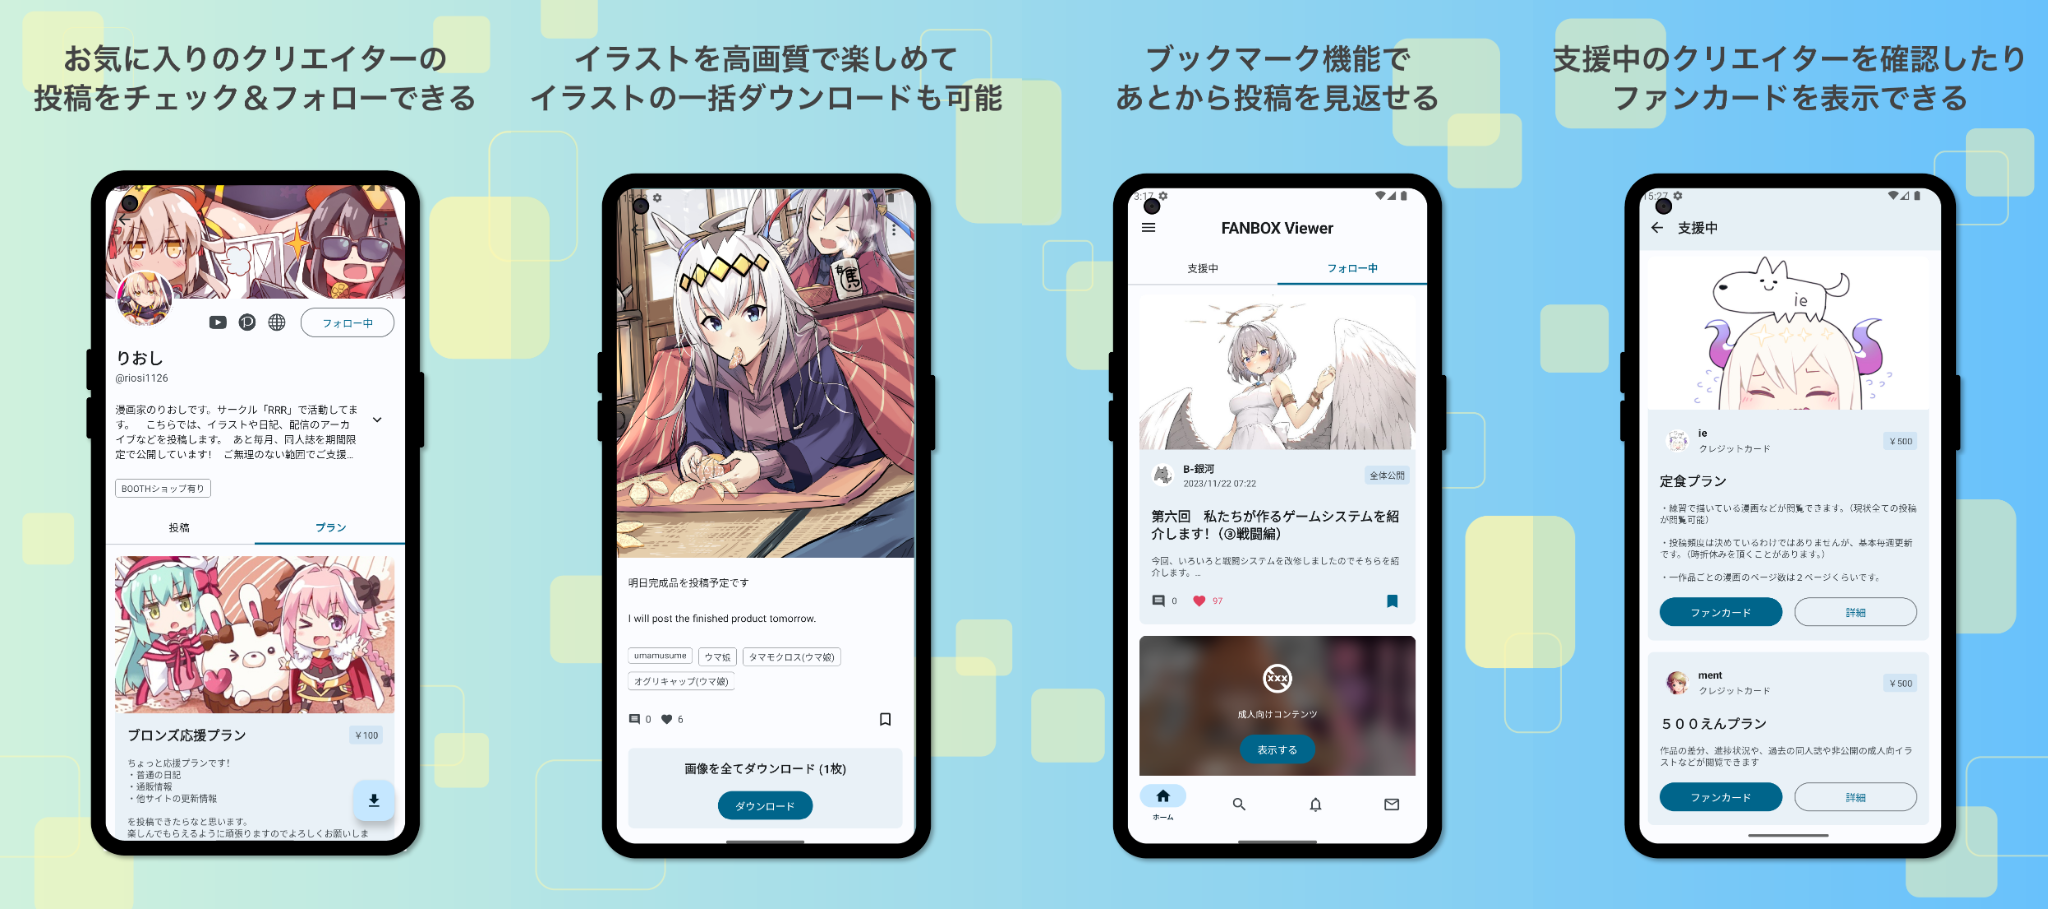 お気に入りのクリエイターの
投稿をチェック＆フォローできる
フォロー中
りおし
@riosi1126
漫画家のりおしです。サークル「RRR」で活動してま
す。　こちらでは、イラストや日記、配信のアーカ
イブなどを投稿します。 あと毎月、同人誌を期間限
定で公開しています！　ご無理のない範囲でご支援...
BOOTHショップ有り
投稿
プラン
ブロンズ応援プラン
￥100
ちょっと応援プランです！
・普通の日記
・通販情報
・他サイトの更新情報
を投稿できたらなと思います。
楽しんでもらえるように頑張りますのでよろしくお願いしま
イラストを高画質で楽しめて
イラストの一括ダウンロードも可能
明日完成品を投稿予定です
I will post the finished product tomorrow.
umamusume
ウマ娘
タマモクロス(ウマ娘)
オグリキャップ(ウマ娘)
0
6
画像を全てダウンロード (1枚)
ダウンロード
ブックマーク機能で
あとから投稿を見返せる
3:17
FANBOX Viewer
支援中
フォロー中
B-銀河
2023/11/22 07:22
全体公開
第六回　私たちが作るゲームシステムを紹
介します！（③戦闘編）
今回、いろいろと戦闘システムを改修しましたのでそちらを紹
介します。...
0
97
XXX
成人向けコンテンツ
表示する
ホーム
支援中のクリエイターを確認したり
ファンカードを表示できる
15:27
支援中
ie
ie
クレジットカード
￥500
定食プラン
・練習で描いている漫画などが閲覧できます。（現状全ての投稿
が閲覧可能）
・投稿頻度は決めているわけではありませんが、基本毎週更新
です。（時折休みを頂くことがあります。）
・一作品ごとの漫画のページ数は２ページくらいです。
ファンカード
詳細
ment
クレジットカード
￥500
５００えんプラン
作品の差分、進捗状況や、過去の同人誌や非公開の成人向イラ
ストなどが閲覧できます
ファンカード
詳細